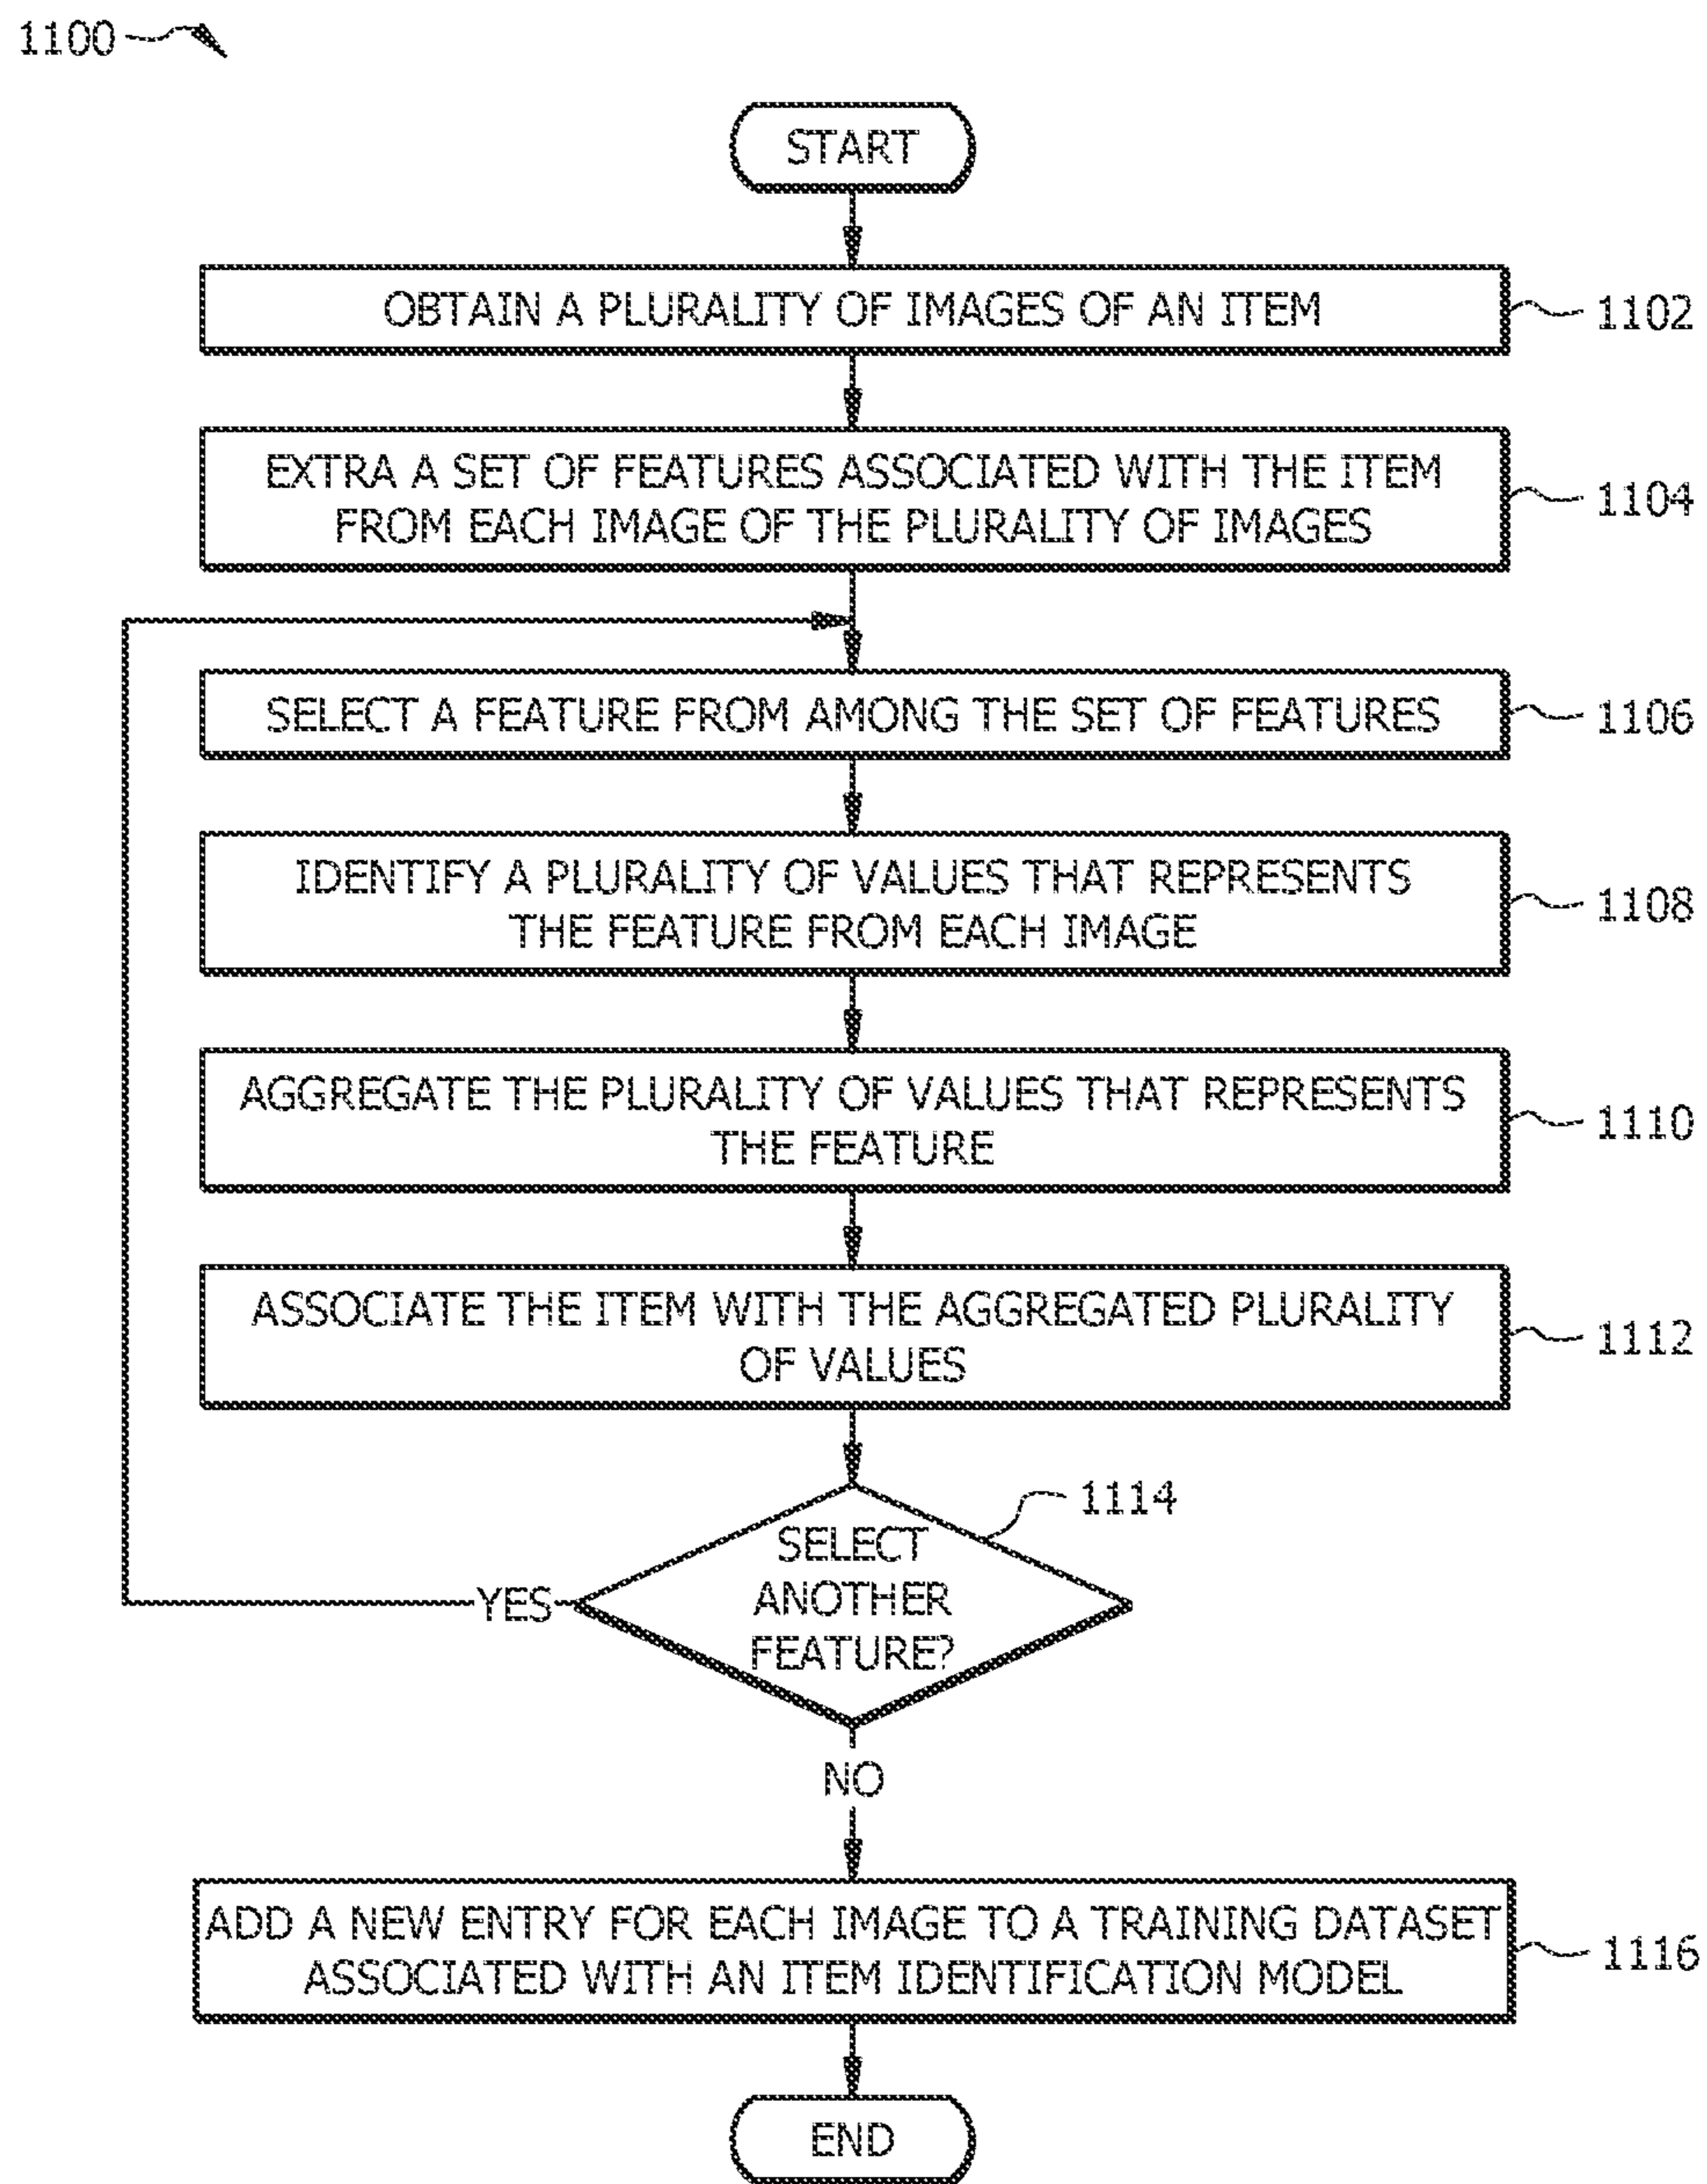 1100
START
OBTAIN A PLURALITY OF IMAGES OF AN ITEM
1102
EXTRA A SET OF FEATURES ASSOCIATED WITH THE ITEM
FROM EACH IMAGE OF THE PLURALITY OF IMAGES
1104
SELECT A FEATURE FROM AMONG THE SET OF FEATURES
1106
IDENTIFY A PLURALITY OF VALUES THAT REPRESENTS
THE FEATURE FROM EACH IMAGE
1108
AGGREGATE THE PLURALITY OF VALUES THAT REPRESENTS
THE FEATURE
1110
ASSOCIATE THE ITEM WITH THE AGGREGATED PLURALITY
OF VALUES
1112
1114
SELECT
ANOTHER
FEATURE?
YES
NO
ADD A NEW ENTRY FOR EACH IMAGE TO A TRAINING DATASET
ASSOCIATED WITH AN ITEM IDENTIFICATION MODEL
1116
END